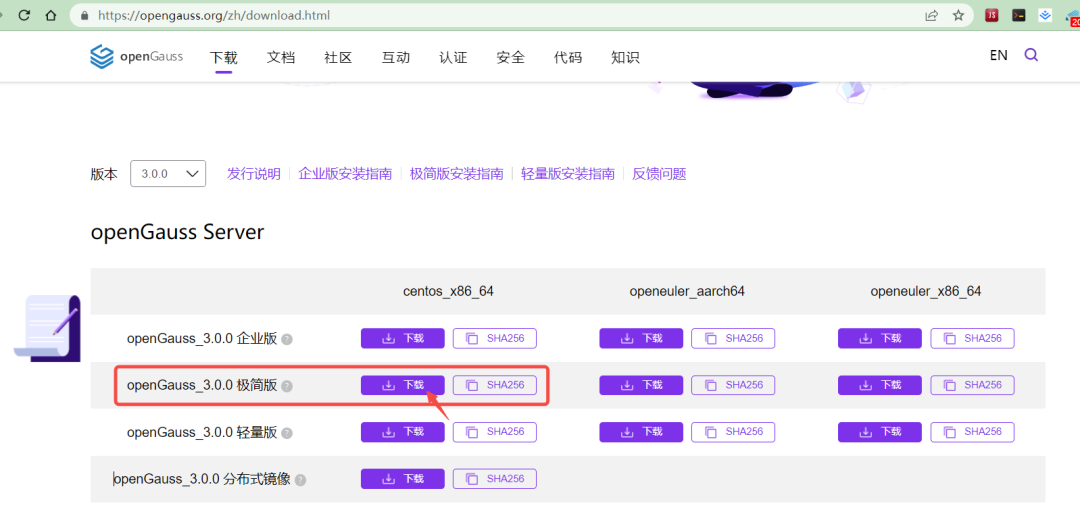 https://opengauss.org/zh/download.html
JS
20
openGauss 下载 文档 社区 互动 认证 安全 代码 知识 EN
版本 3.0.0 发行说明 企业版安装指南 极简版安装指南 轻量版安装指南 反馈问题
openGauss Server
centos_x86_64 openeuler_aarch64 openeuler_x86_64
openGauss_3.0.0 企业版 ? 下载 SHA256 下载 SHA256 下载 SHA256
openGauss_3.0.0 极简版 ? 下载 SHA256 下载 SHA256 下载 SHA256
openGauss_3.0.0 轻量版 ? 下载 SHA256 下载 SHA256 下载 SHA256
openGauss_3.0.0 分布式镜像 ? 下载 SHA256